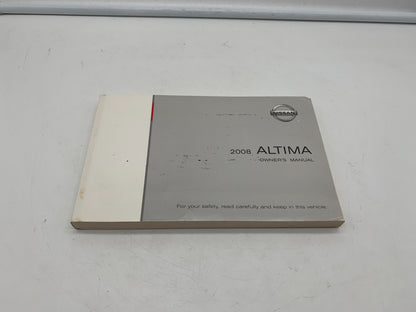 NISSAN
2008 ALTIMA
OWNER'S MANUAL
For your safety, read carefully and keep in this vehicle.